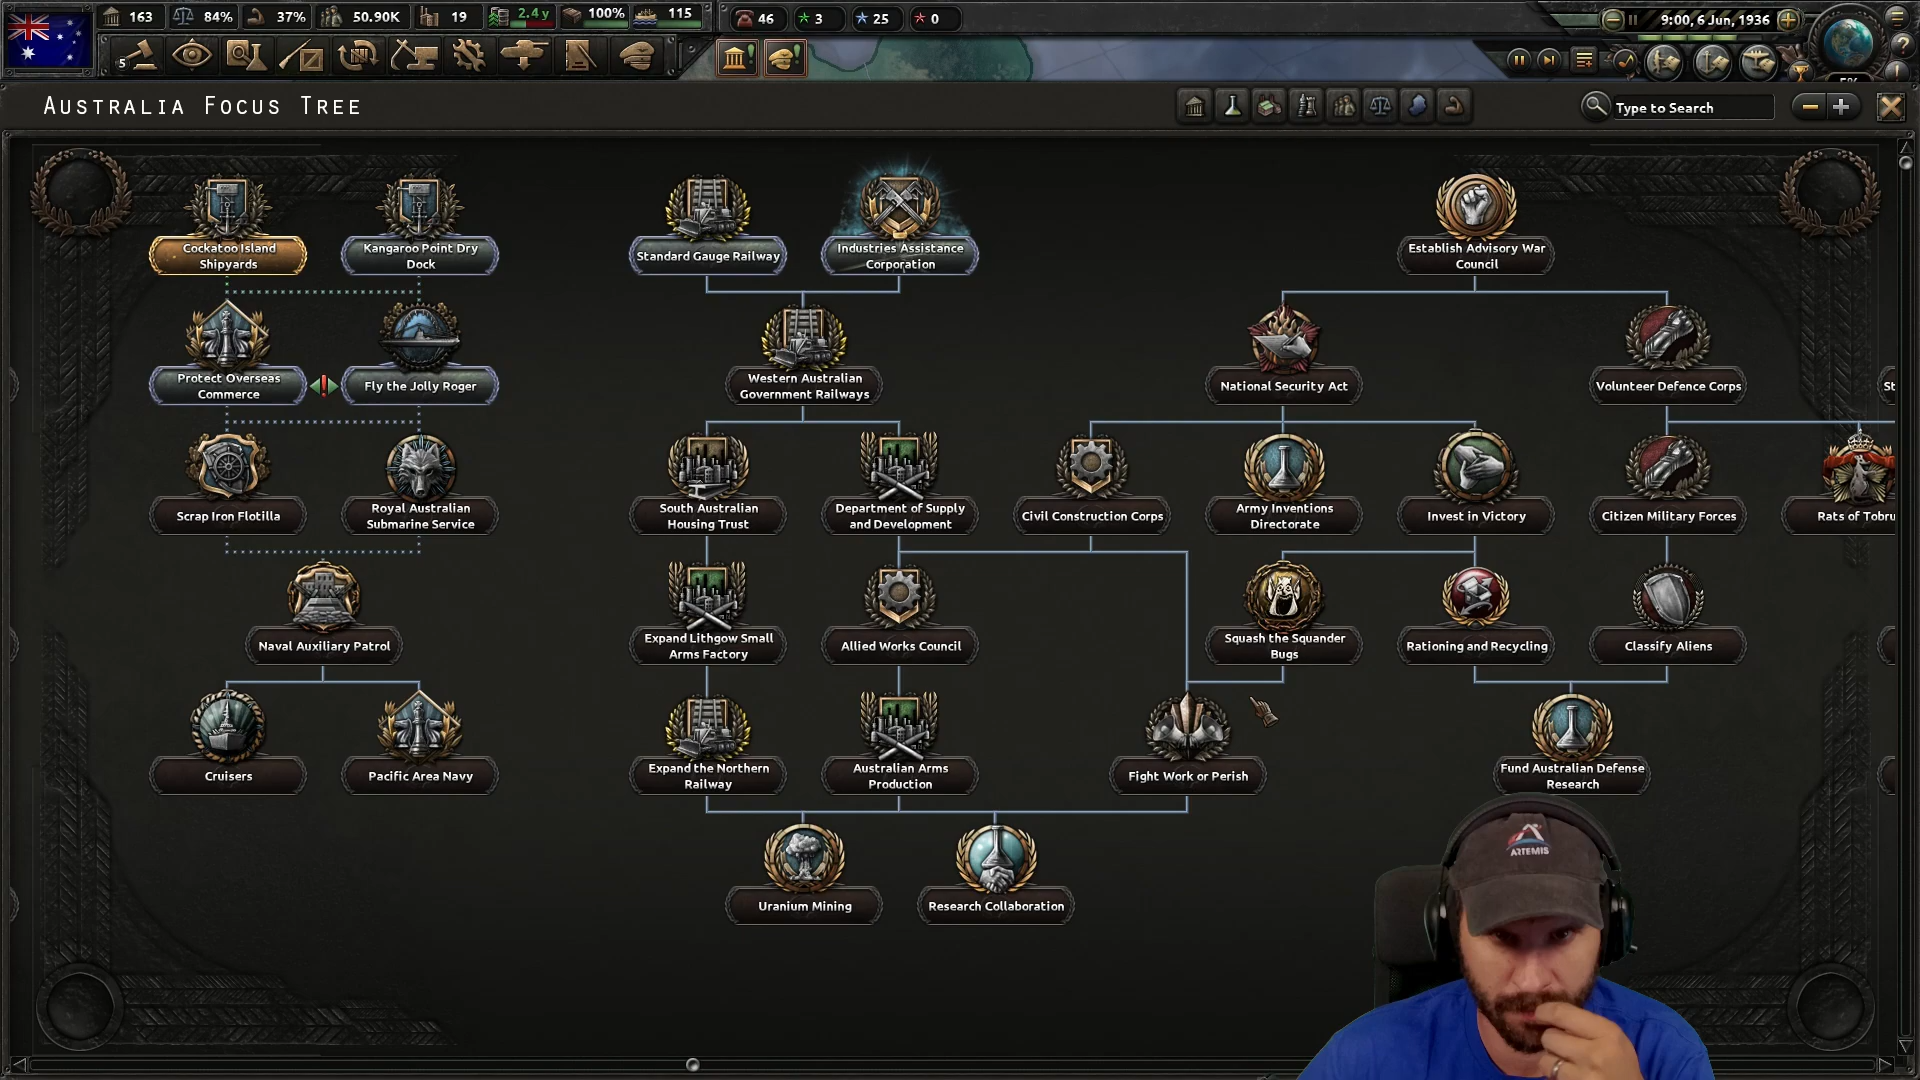 163
84%
37%
50.90K
19
2.4 y
100%
115
46
3
25
0
9:00, 6 Jun, 1936
5
AUSTRALIA FOCUS TREE
Type to Search
Cockatoo Island
Shipyards
Kangaroo Point Dry
Dock
Standard Gauge Railway
Industries Assistance
Corporation
Establish Advisory War
Council
Protect Overseas
Commerce
Fly the Jolly Roger
Western Australian
Government Railways
National Security Act
Volunteer Defence Corps
Scrap Iron Flotilla
Royal Australian
Submarine Service
South Australian
Housing Trust
Department of Supply
and Development
Civil Construction Corps
Army Inventions
Directorate
Invest in Victory
Citizen Military Forces
Rats of Tobru
Naval Auxiliary Patrol
Expand Lithgow Small
Arms Factory
Allied Works Council
Squash the Squander
Bugs
Rationing and Recycling
Classify Aliens
Cruisers
Pacific Area Navy
Expand the Northern
Railway
Australian Arms
Production
Fight Work or Perish
Fund Australian Defense
Research
Uranium Mining
Research Collaboration
ARTEMIS